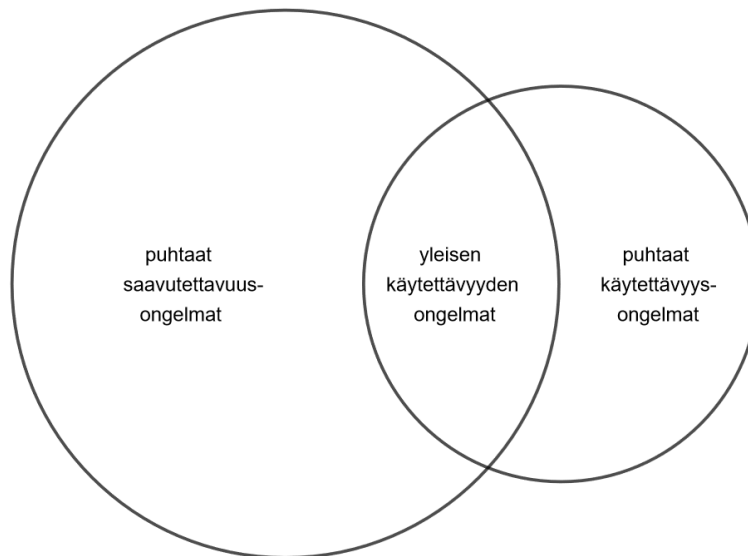 puhtaat
saavutettavuus-
ongelmat
yleisen
käytettävyyden
ongelmat
puhtaat
käytettävyys-
ongelmat